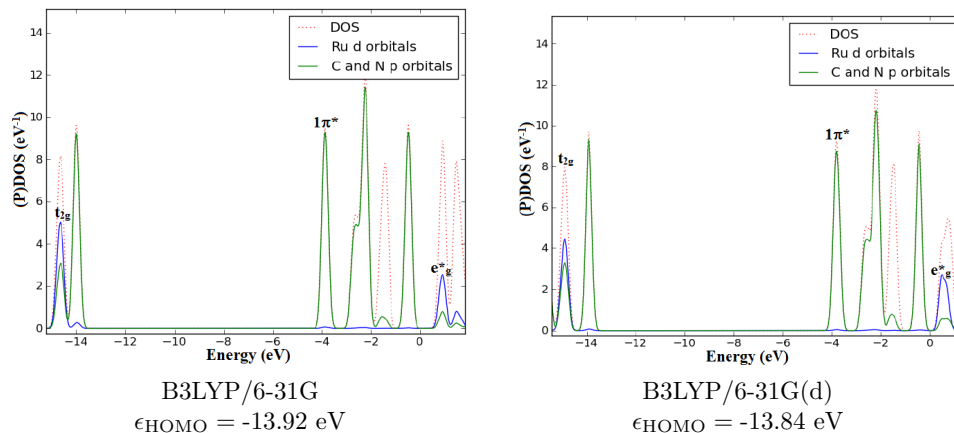 14
12
10
8
6
4
2
0
(P)DOS (eV⁻¹)
DOS
Ru d orbitals
C and N p orbitals
t₂g
1π*
e*g
−14
−12
−10
−8
−6
−4
−2
0
Energy (eV)
B3LYP/6-31G
ϵHOMO = -13.92 eV
14
12
10
8
6
4
2
0
(P)DOS (eV⁻¹)
DOS
Ru d orbitals
C and N p orbitals
t₂g
1π*
e*g
−14
−12
−10
−8
−6
−4
−2
0
Energy (eV)
B3LYP/6-31G(d)
ϵHOMO = -13.84 eV